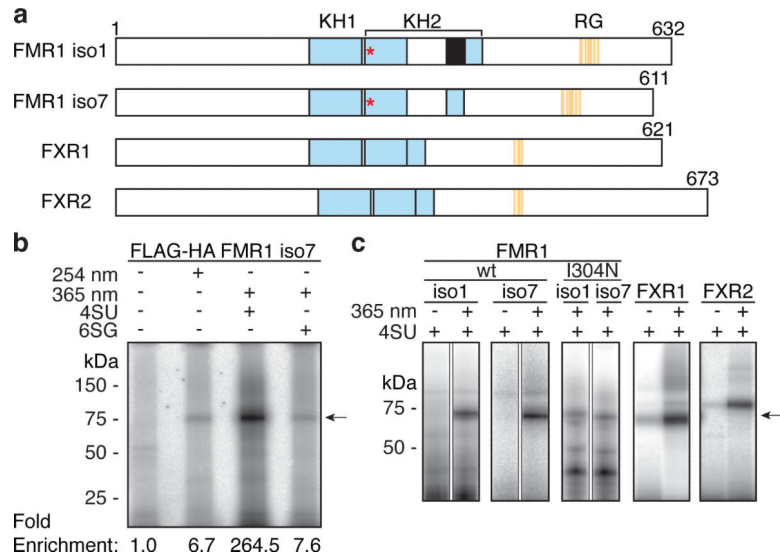 a
1 KH1 KH2 RG 632
FMR1 iso1 *
611
FMR1 iso7 *
621
FXR1
673
FXR2
b
FLAG-HA FMR1 iso7
254 nm - + - -
365 nm - - + +
4SU - - + -
6SG - - - +
kDa
150 -
75 -
50 -
25 -
Fold
Enrichment: 1.0 6.7 264.5 7.6
c
FMR1
wt I304N
iso1 iso7 iso1 iso7 FXR1 FXR2
365 nm - + - + + + - + - +
4SU + + + + + + + + + +
kDa
75 -
50 -